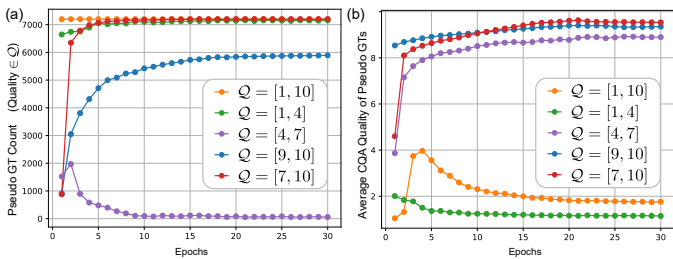 (a)
Pseudo GT Count (Quality ∈ Q)
7000
6000
5000
4000
3000
2000
1000
0
0
5
10
15
20
25
30
Epochs
Q = [1, 10]
Q = [1, 4]
Q = [4, 7]
Q = [9, 10]
Q = [7, 10]
(b)
Average CQA Quality of Pseudo GTs
8
6
4
2
0
5
10
15
20
25
30
Epochs
Q = [1, 10]
Q = [1, 4]
Q = [4, 7]
Q = [9, 10]
Q = [7, 10]